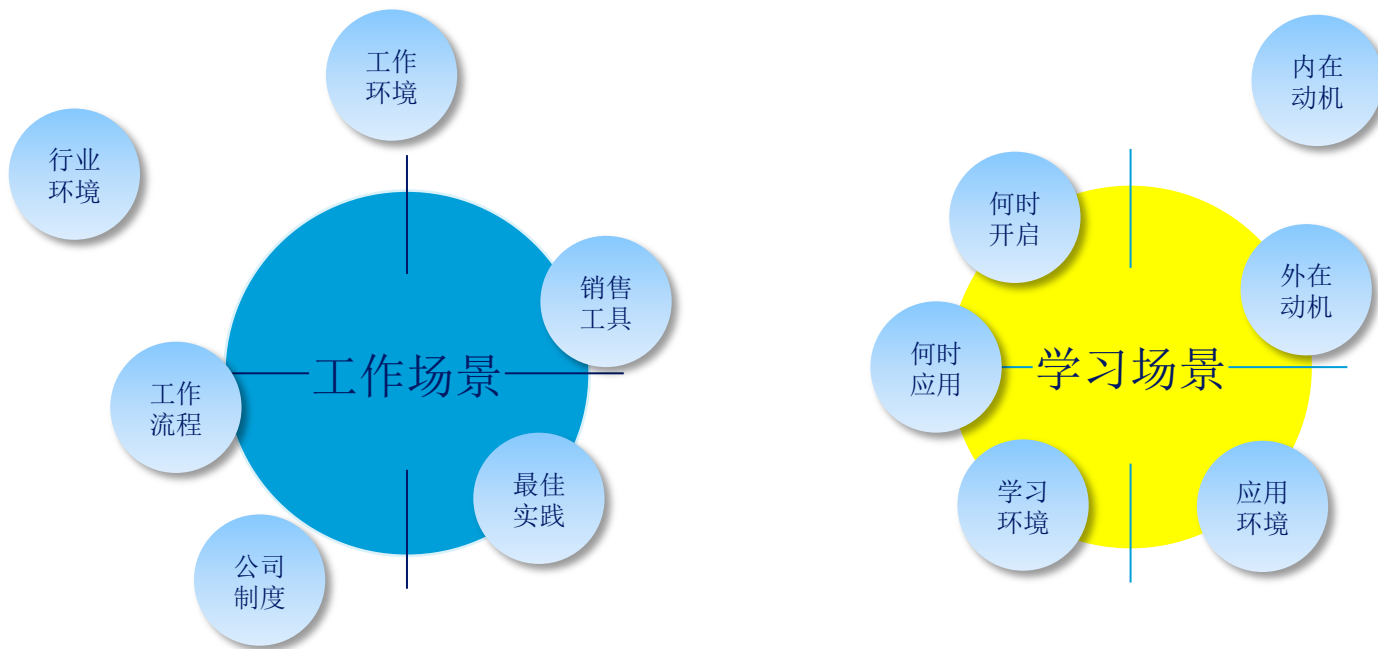 工作
环境
行业
环境
销售
工具
工作场景
工作
流程
最佳
实践
公司
制度
内在
动机
何时
开启
外在
动机
何时
应用
学习场景
学习
环境
应用
环境